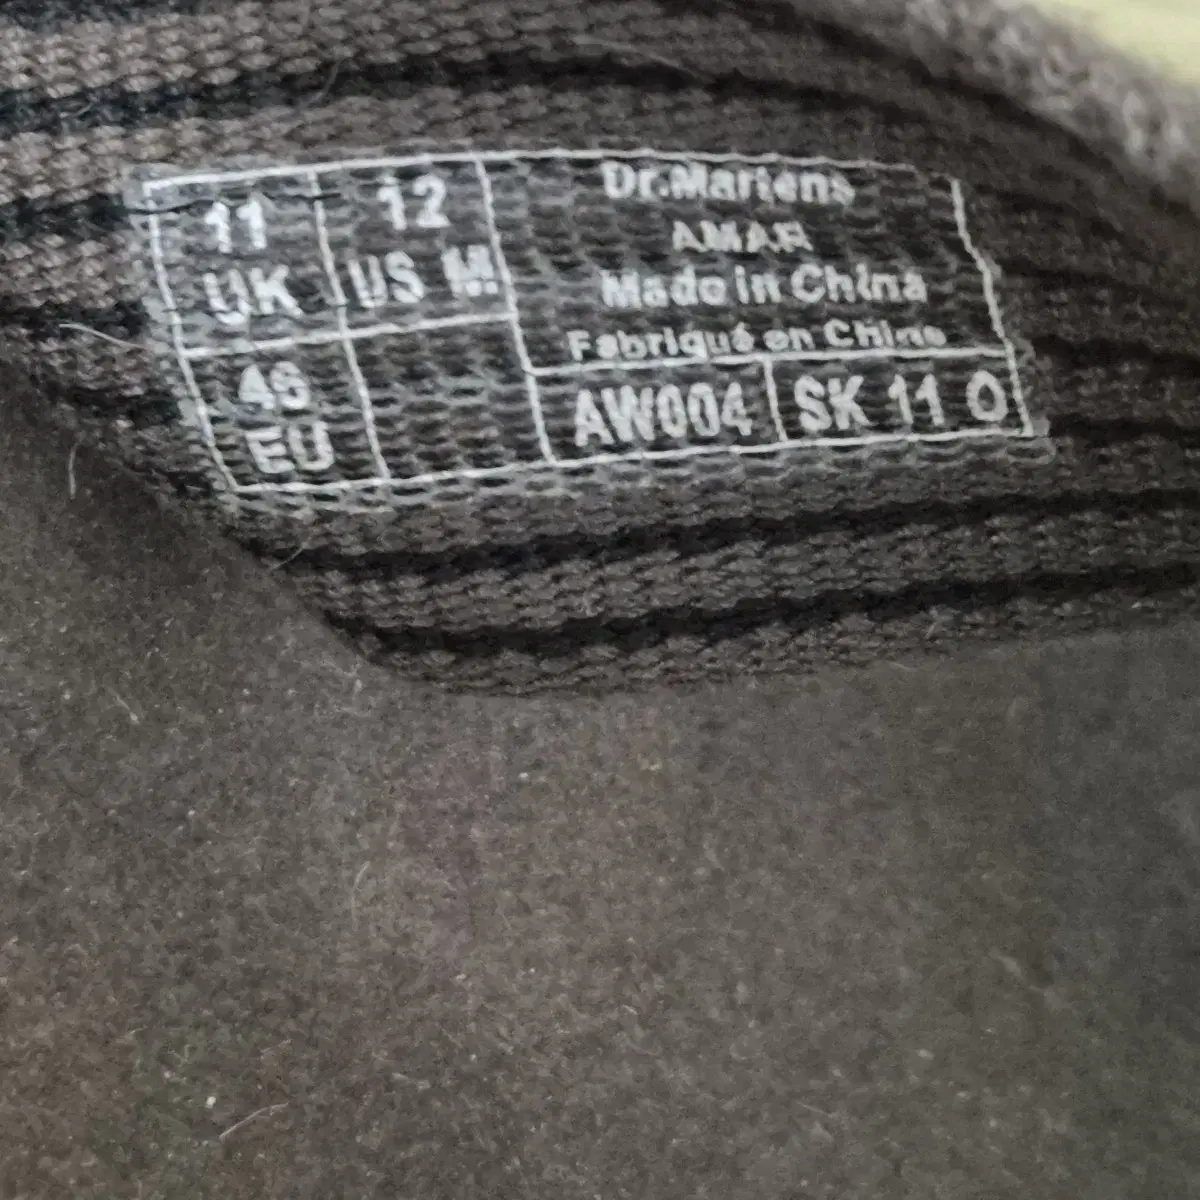 11
UK
12
US M
46
EU
Dr.Martens
AMAR
Made in China
Fabriqué en Chine
AW004
SK 11 O